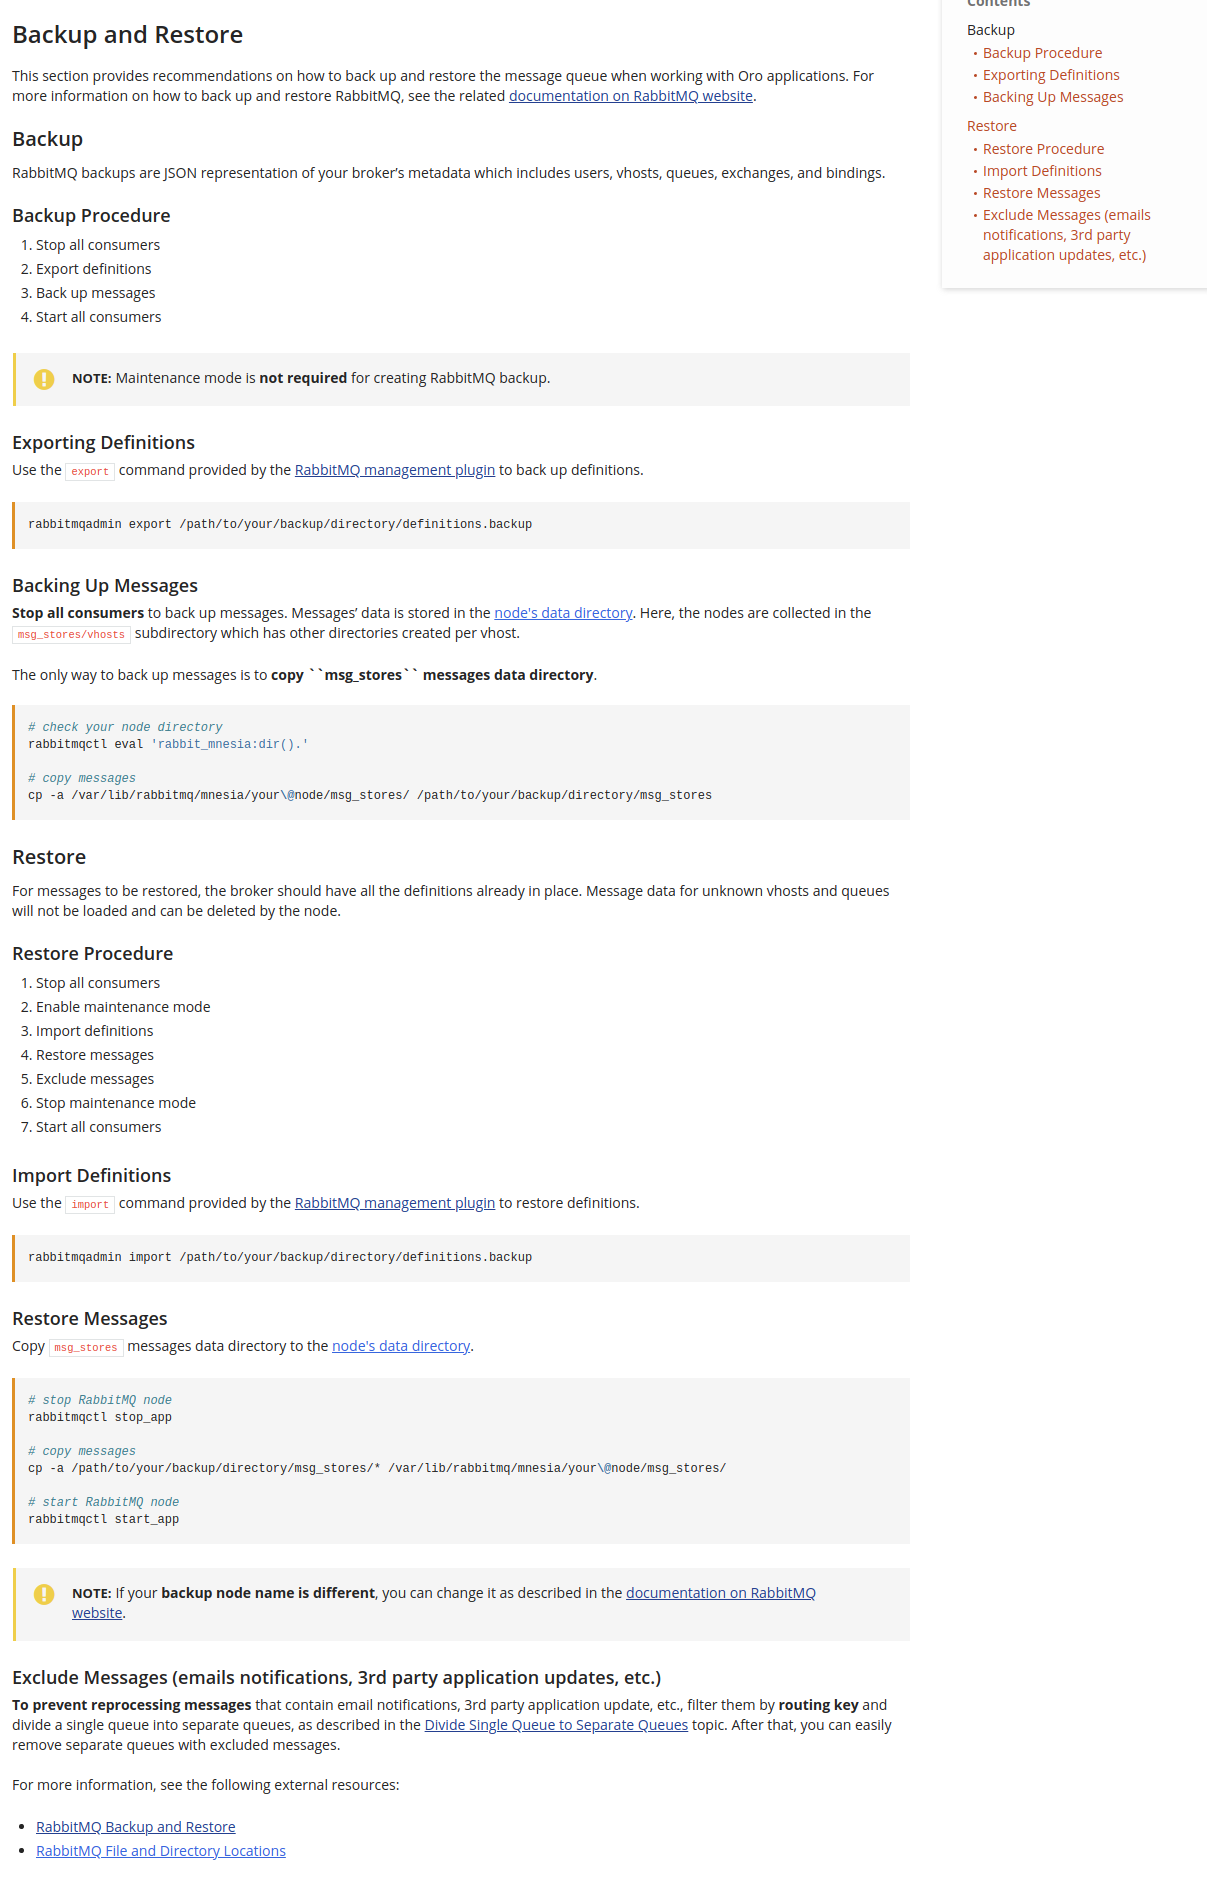 Backup and Restore
This section provides recommendations on how to back up and restore the message queue when working with Oro applications. For
more information on how to back up and restore RabbitMQ, see the related documentation on RabbitMQ website.
Backup
RabbitMQ backups are JSON representation of your broker’s metadata which includes users, vhosts, queues, exchanges, and bindings.
Backup Procedure
1. Stop all consumers
2. Export definitions
3. Back up messages
4. Start all consumers
NOTE: Maintenance mode is not required for creating RabbitMQ backup.
Exporting Definitions
Use the export command provided by the RabbitMQ management plugin to back up definitions.
rabbitmqadmin export /path/to/your/backup/directory/definitions.backup
Backing Up Messages
Stop all consumers to back up messages. Messages’ data is stored in the node's data directory. Here, the nodes are collected in the
msg_stores/vhosts subdirectory which has other directories created per vhost.
The only way to back up messages is to copy ``msg_stores`` messages data directory.
# check your node directory
rabbitmqctl eval 'rabbit_mnesia:dir().'
# copy messages
cp -a /var/lib/rabbitmq/mnesia/your\@node/msg_stores/ /path/to/your/backup/directory/msg_stores
Restore
For messages to be restored, the broker should have all the definitions already in place. Message data for unknown vhosts and queues
will not be loaded and can be deleted by the node.
Restore Procedure
1. Stop all consumers
2. Enable maintenance mode
3. Import definitions
4. Restore messages
5. Exclude messages
6. Stop maintenance mode
7. Start all consumers
Import Definitions
Use the import command provided by the RabbitMQ management plugin to restore definitions.
rabbitmqadmin import /path/to/your/backup/directory/definitions.backup
Restore Messages
Copy msg_stores messages data directory to the node's data directory.
# stop RabbitMQ node
rabbitmqctl stop_app
# copy messages
cp -a /path/to/your/backup/directory/msg_stores/* /var/lib/rabbitmq/mnesia/your\@node/msg_stores/
# start RabbitMQ node
rabbitmqctl start_app
NOTE: If your backup node name is different, you can change it as described in the documentation on RabbitMQ
website.
Exclude Messages (emails notifications, 3rd party application updates, etc.)
To prevent reprocessing messages that contain email notifications, 3rd party application update, etc., filter them by routing key and
divide a single queue into separate queues, as described in the Divide Single Queue to Separate Queues topic. After that, you can easily
remove separate queues with excluded messages.
For more information, see the following external resources:
• RabbitMQ Backup and Restore
• RabbitMQ File and Directory Locations
Contents
Backup
• Backup Procedure
• Exporting Definitions
• Backing Up Messages
Restore
• Restore Procedure
• Import Definitions
• Restore Messages
• Exclude Messages (emails
notifications, 3rd party
application updates, etc.)